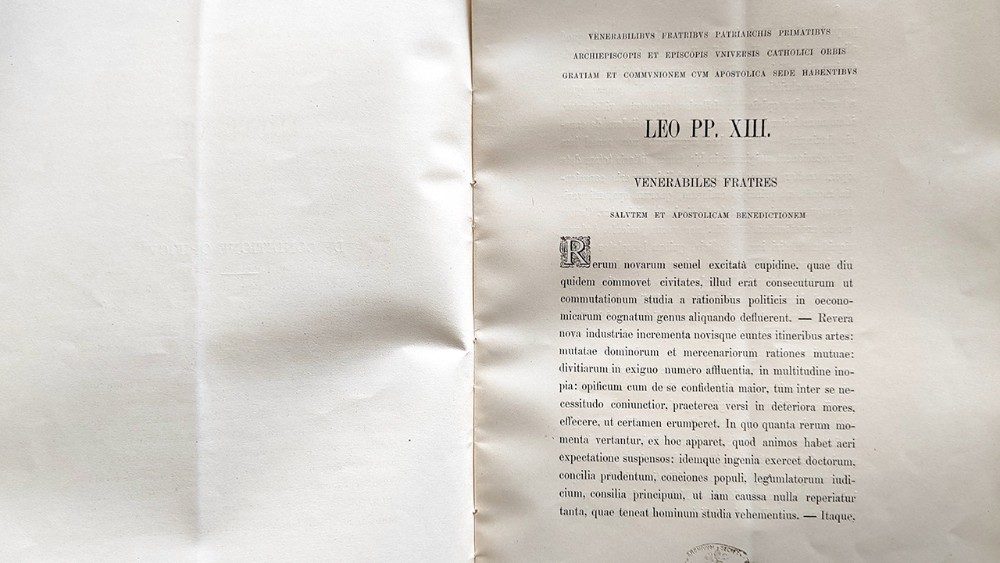 VENERABILIBVS FRATRIBVS PATRIARCHIS PRIMATIBVS
ARCHIEPISCOPIS ET EPISCOPIS VNIVERSIS CATHOLICI ORBIS
GRATIAM ET COMMVNIONEM CVM APOSTOLICA SEDE HABENTIBVS
LEO PP. XIII.
VENERABILES FRATRES
SALVTEM ET APOSTOLICAM BENEDICTIONEM
Rerum novarum semel excitatâ cupidine, quae diu
quidem commovet civitates, illud erat consecuturum ut
commutationum studia a rationibus politicis in oecono-
micarum cognatum genus aliquando defluerent. — Revera
nova industriae incrementa novisque euntes itineribus artes:
mutatae dominorum et mercenariorum rationes mutuae:
divitiarum in exiguo numero affluentia, in multitudine ino-
pia: opificum cum de se confidentia maior, tum inter se ne-
cessitudo coniunctior, praeterea versi in deteriora mores,
effecere, ut certamen erumperet. In quo quanta rerum mo-
menta vertantur, ex hoc apparet, quod animos habet acri
expectatione suspensos: idemque ingenia exercet doctorum,
concilia prudentum, conciones populi, legumlatorum iudi-
cium, consilia principum, ut iam caussa nulla reperiatur
tanta, quae teneat hominum studia vehementius. — Itaque,